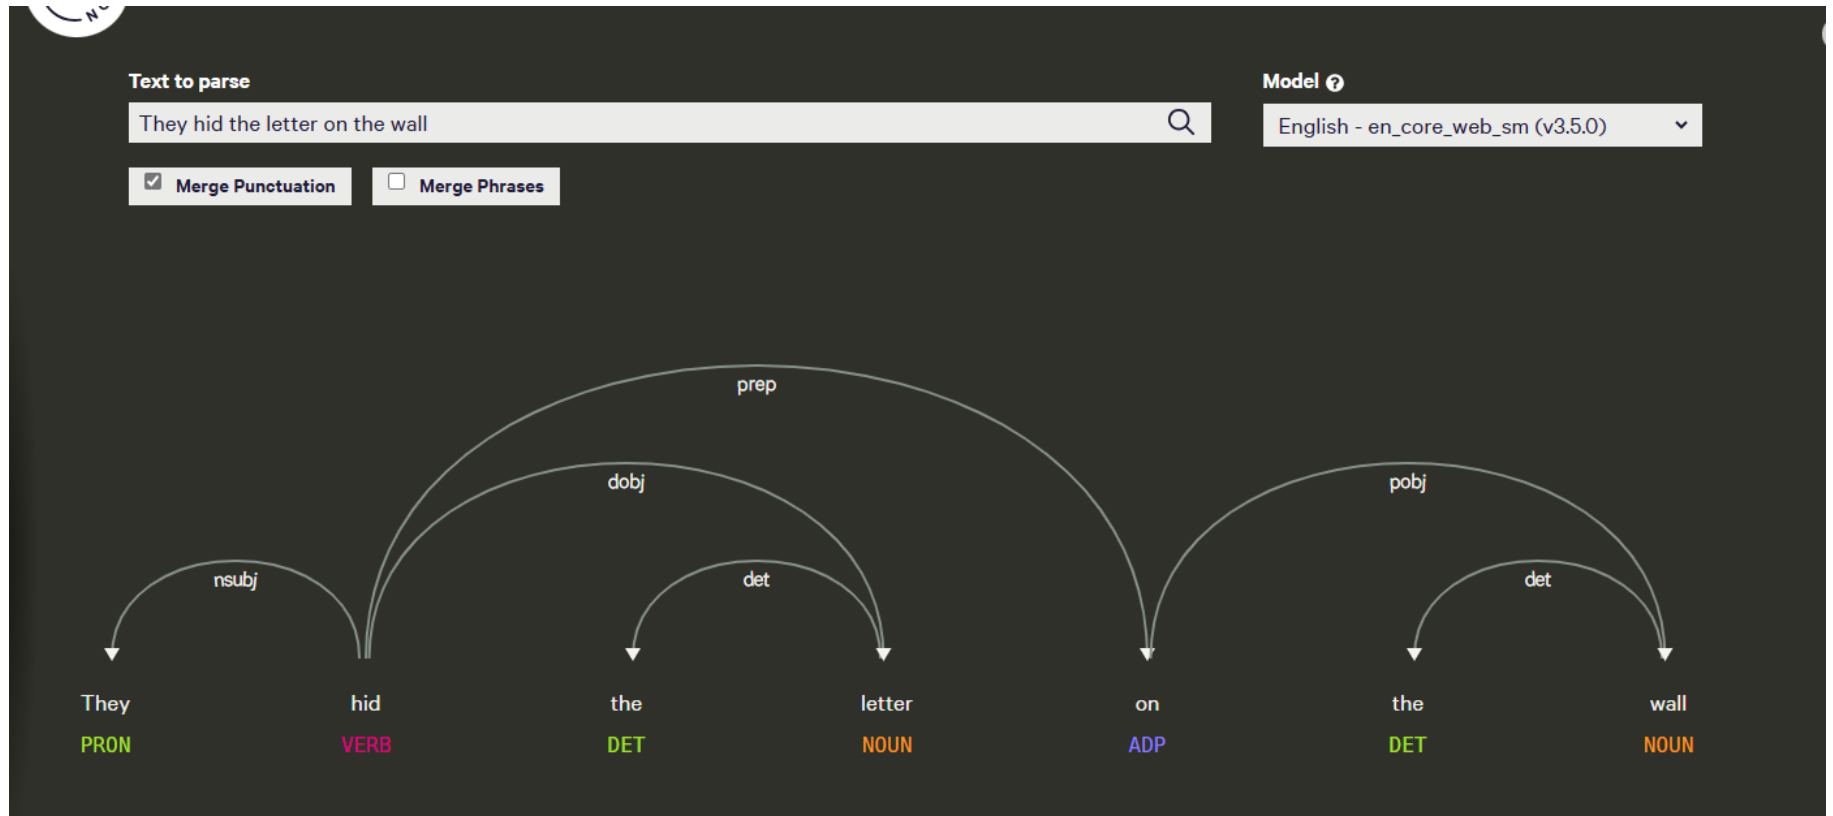 Text to parse
Model
They hid the letter on the wall
English - en_core_web_sm (v3.5.0)
Merge Punctuation
Merge Phrases
prep
dobj
pobj
nsubj
det
det
They hid the letter on the wall
PRON VERB DET NOUN ADP DET NOUN